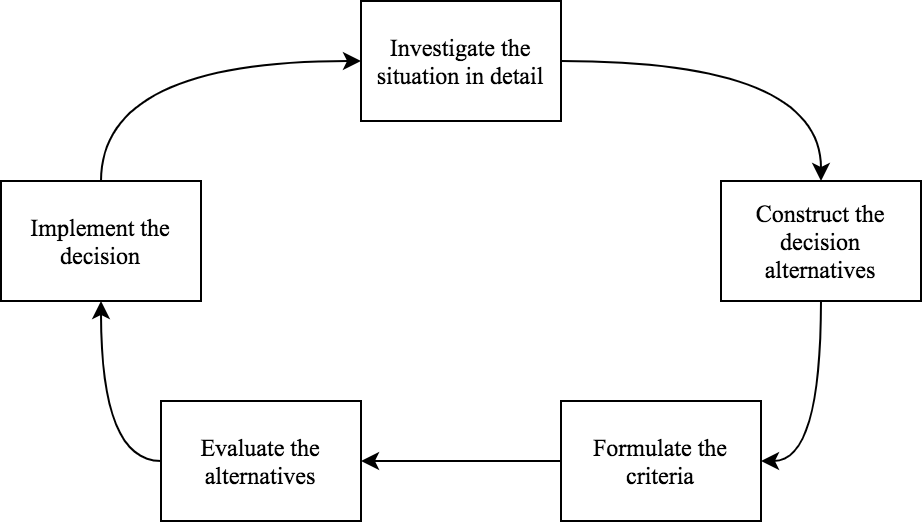 Investigate the
situation in detail
Construct the
decision
alternatives
Formulate the
criteria
Evaluate the
alternatives
Implement the
decision